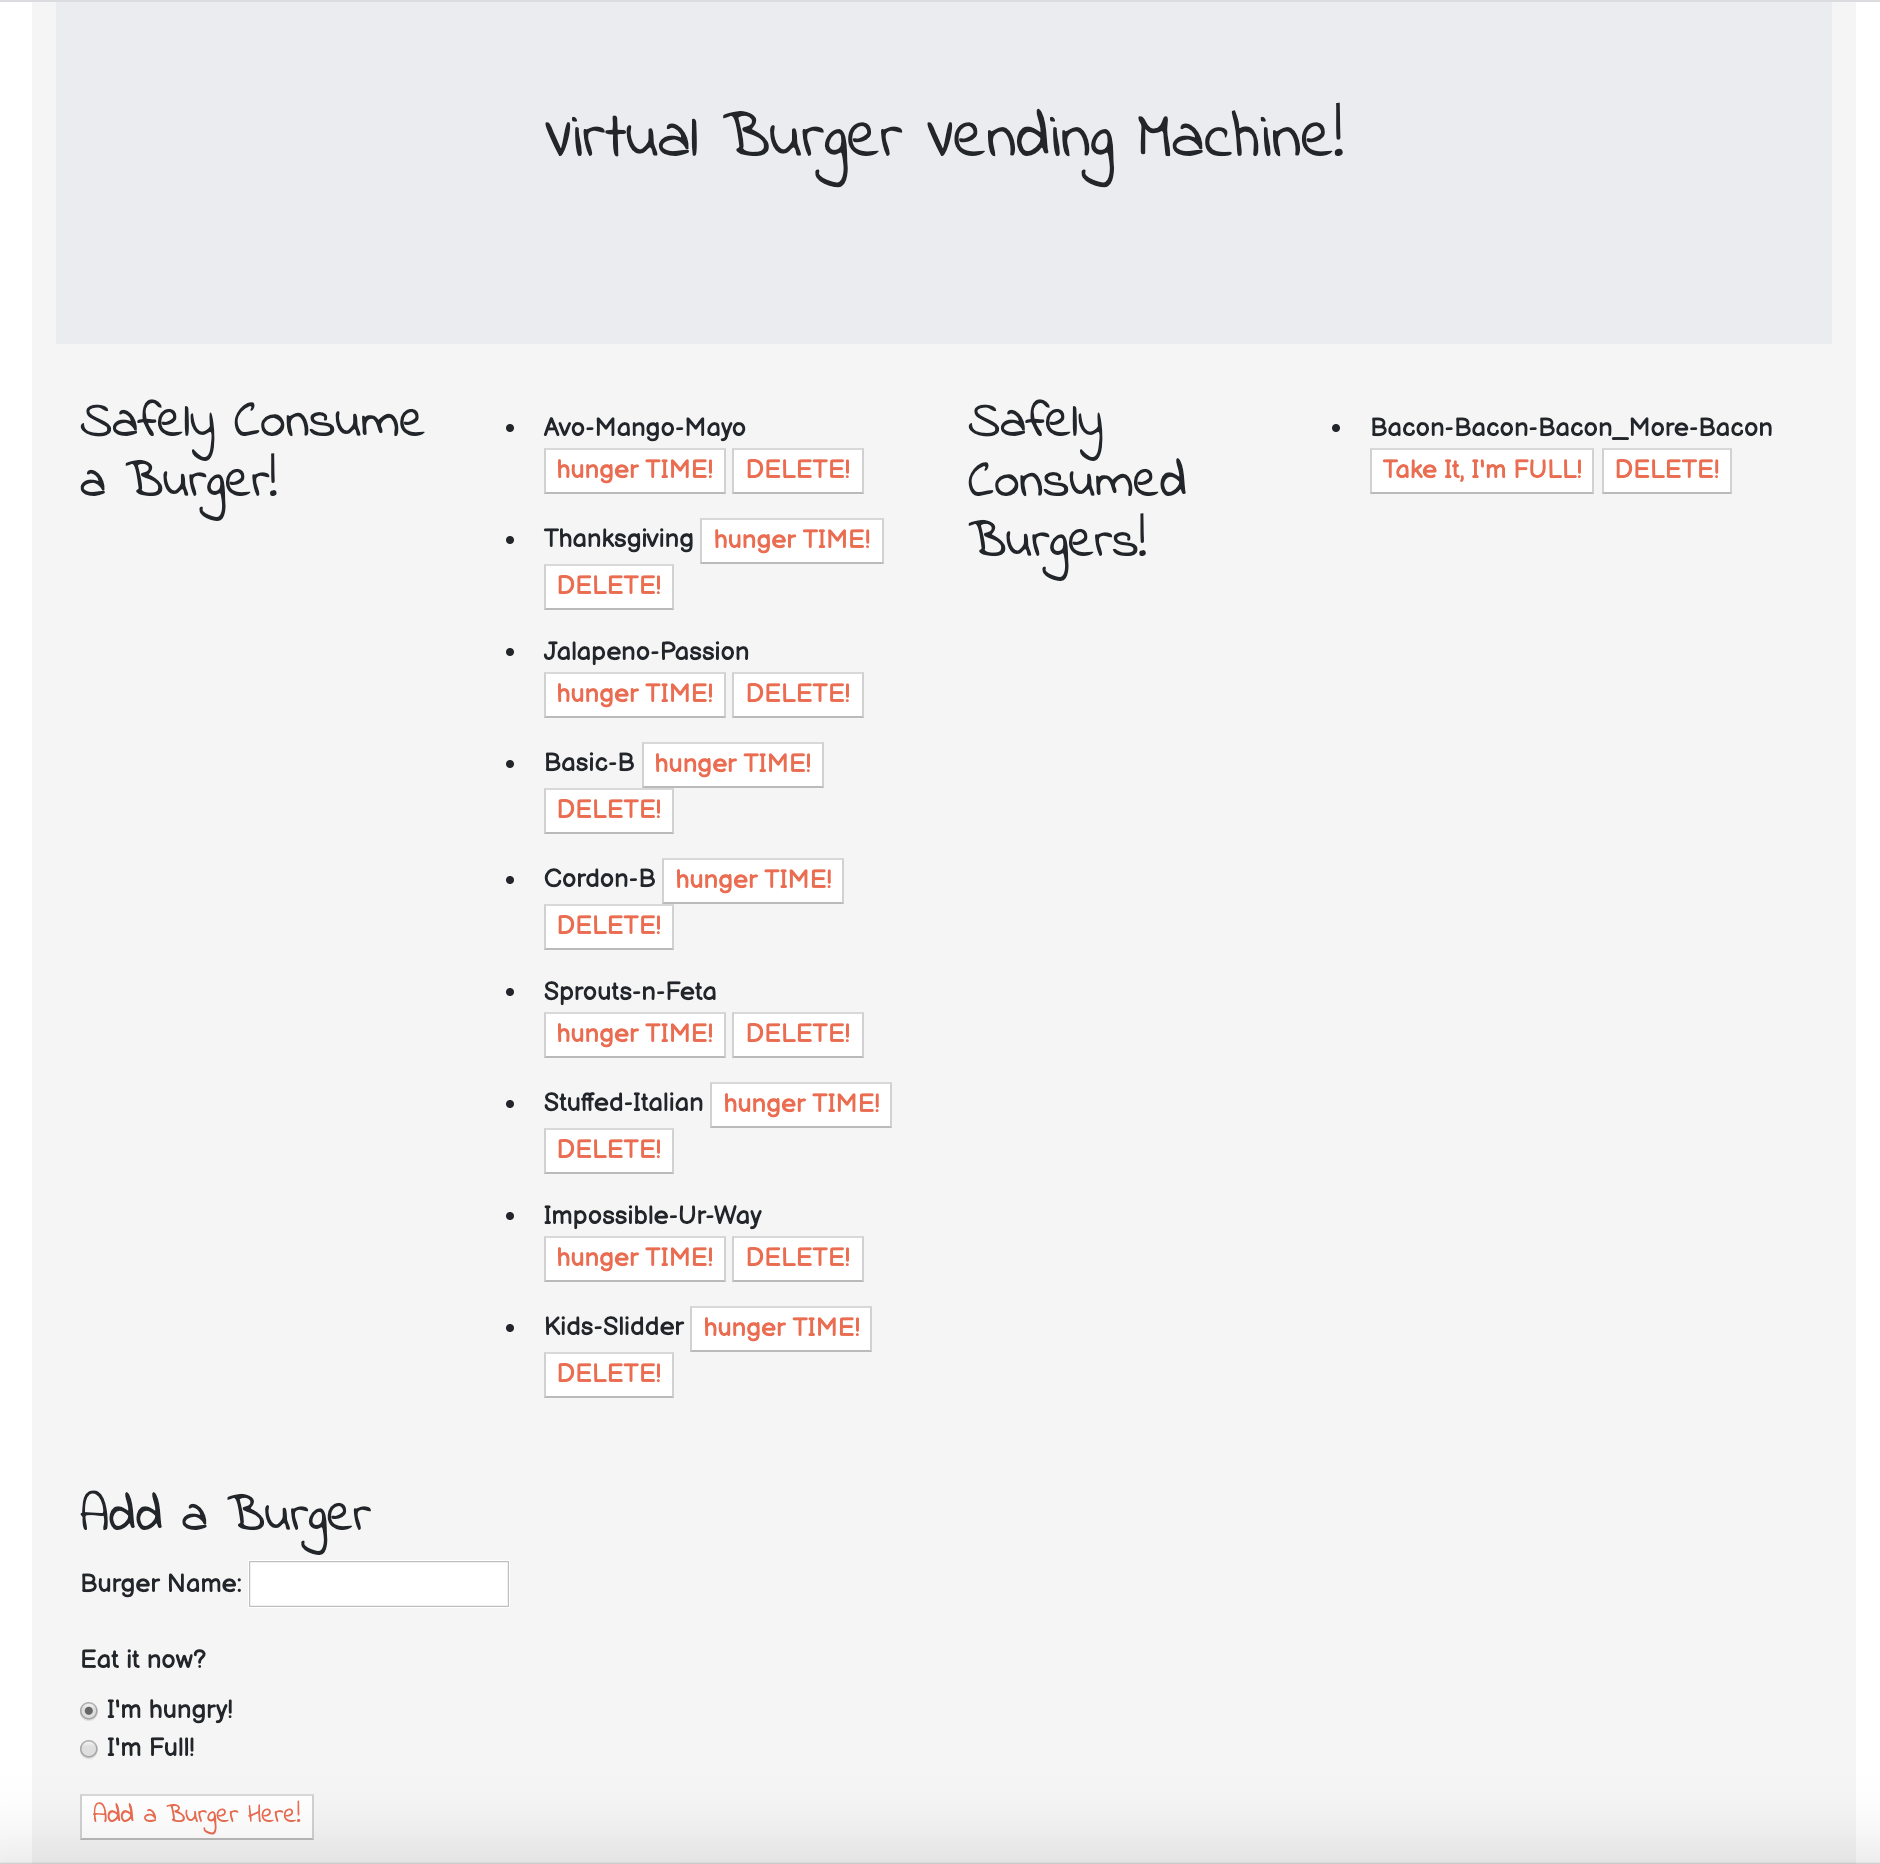 Virtual Burger Vending Machine!
Safely Consume
a Burger!
Avo-Mango-Mayo
hunger TIME! DELETE!
Thanksgiving hunger TIME!
DELETE!
Jalapeno-Passion
hunger TIME! DELETE!
Basic-B hunger TIME!
DELETE!
Cordon-B hunger TIME!
DELETE!
Sprouts-n-Feta
hunger TIME! DELETE!
Stuffed-Italian hunger TIME!
DELETE!
Impossible-Ur-Way
hunger TIME! DELETE!
Kids-Slidder hunger TIME!
DELETE!
Safely
Consumed
Burgers!
Bacon-Bacon-Bacon_More-Bacon
Take It, I'm FULL! DELETE!
Add a Burger
Burger Name:
Eat it now?
I'm hungry!
I'm Full!
Add a Burger Here!